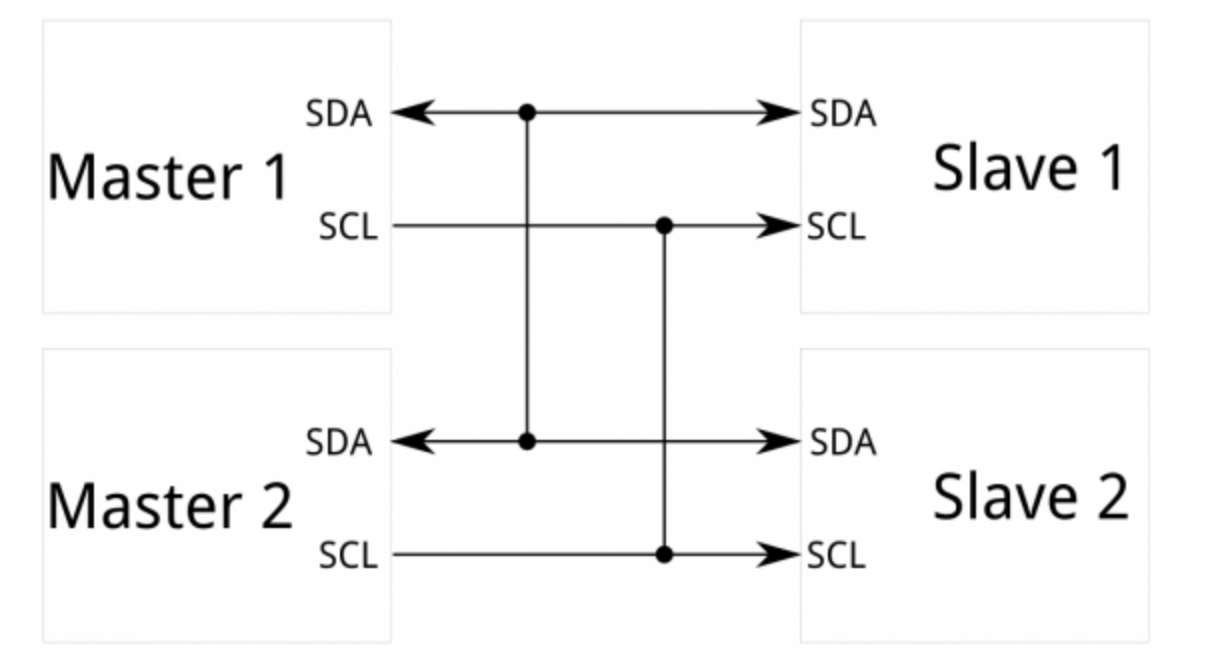 SDA
SDA
Master 1
Slave 1
SCL
SCL
SDA
SDA
Master 2
Slave 2
SCL
SCL